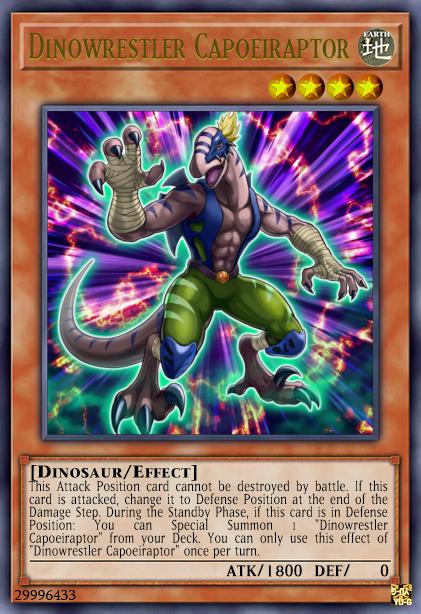 Dinowrestler Capoeiraptor
EARTH
地
[Dinosaur/Effect]
This Attack Position card cannot be destroyed by battle. If this
card is attacked, change it to Defense Position at the end of the
Damage Step. During the Standby Phase, if this card is in Defense
Position: You can Special Summon 1 "Dinowrestler
Capoeiraptor" from your Deck. You can only use this effect of
"Dinowrestler Capoeiraptor" once per turn.
ATK/1800 DEF/ 0
29996433